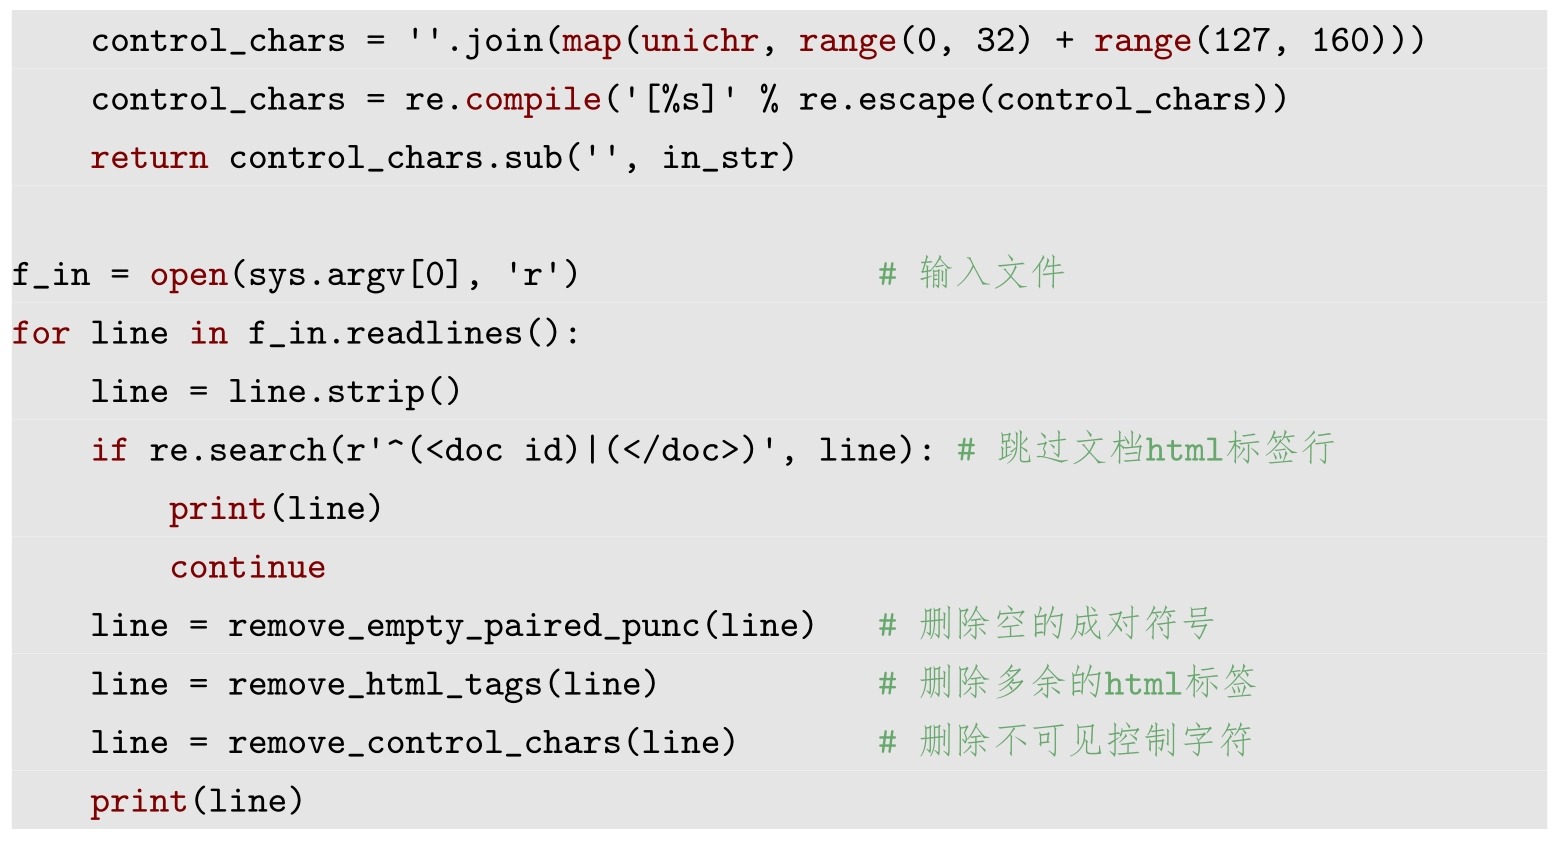 control_chars = ''.join(map(unichr, range(0, 32) + range(127, 160)))
    control_chars = re.compile('[%s]' % re.escape(control_chars))
    return control_chars.sub('', in_str)

f_in = open(sys.argv[0], 'r')               # 输入文件
for line in f_in.readlines():
    line = line.strip()
    if re.search(r'^(<doc id)|(</doc>)', line): # 跳过文档html标签行
        print(line)
        continue
    line = remove_empty_paired_punc(line)   # 删除空的成对符号
    line = remove_html_tags(line)           # 删除多余的html标签
    line = remove_control_chars(line)       # 删除不可见控制字符
    print(line)